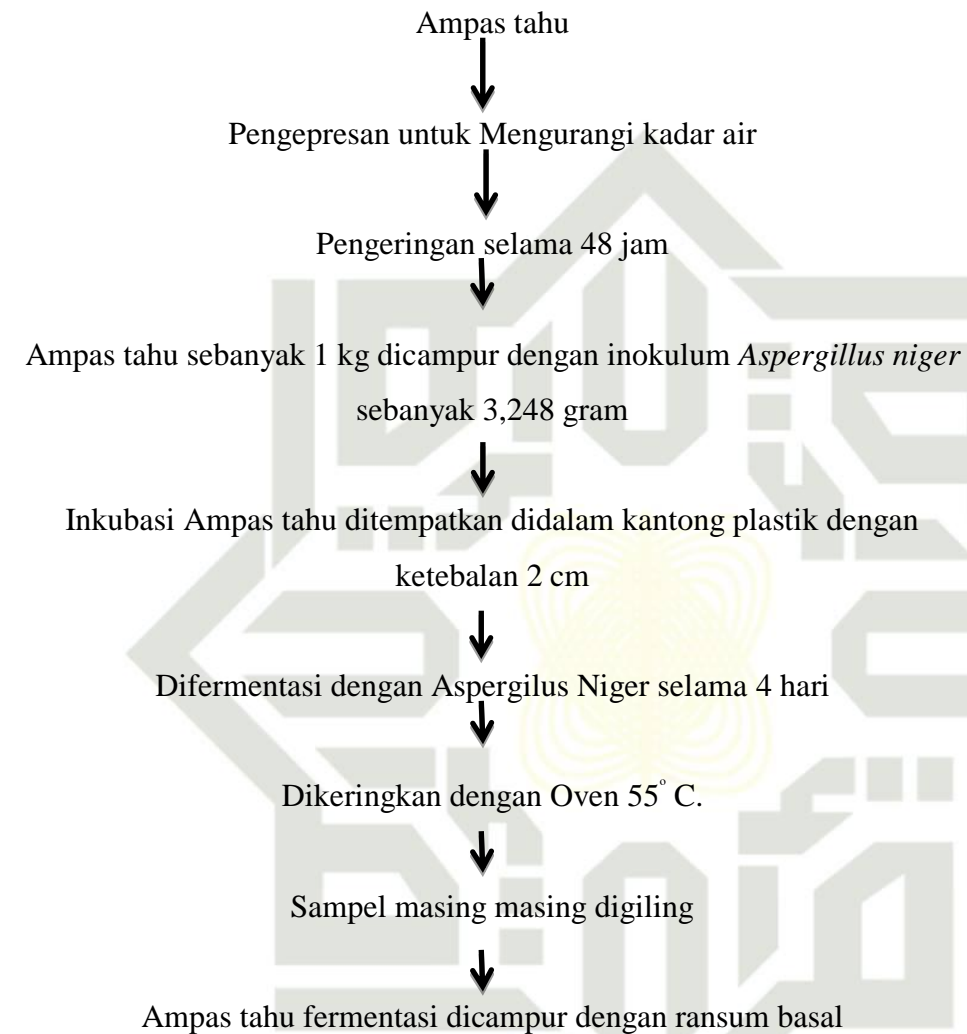 Ampas tahu
Pengepresan untuk Mengurangi kadar air
Pengeringan selama 48 jam
Ampas tahu sebanyak 1 kg dicampur dengan inokulum Aspergillus niger
sebanyak 3,248 gram
Inkubasi Ampas tahu ditempatkan didalam kantong plastik dengan
ketebalan 2 cm
Difermentasi dengan Aspergilus Niger selama 4 hari
Dikeringkan dengan Oven 55° C.
Sampel masing masing digiling
Ampas tahu fermentasi dicampur dengan ransum basal